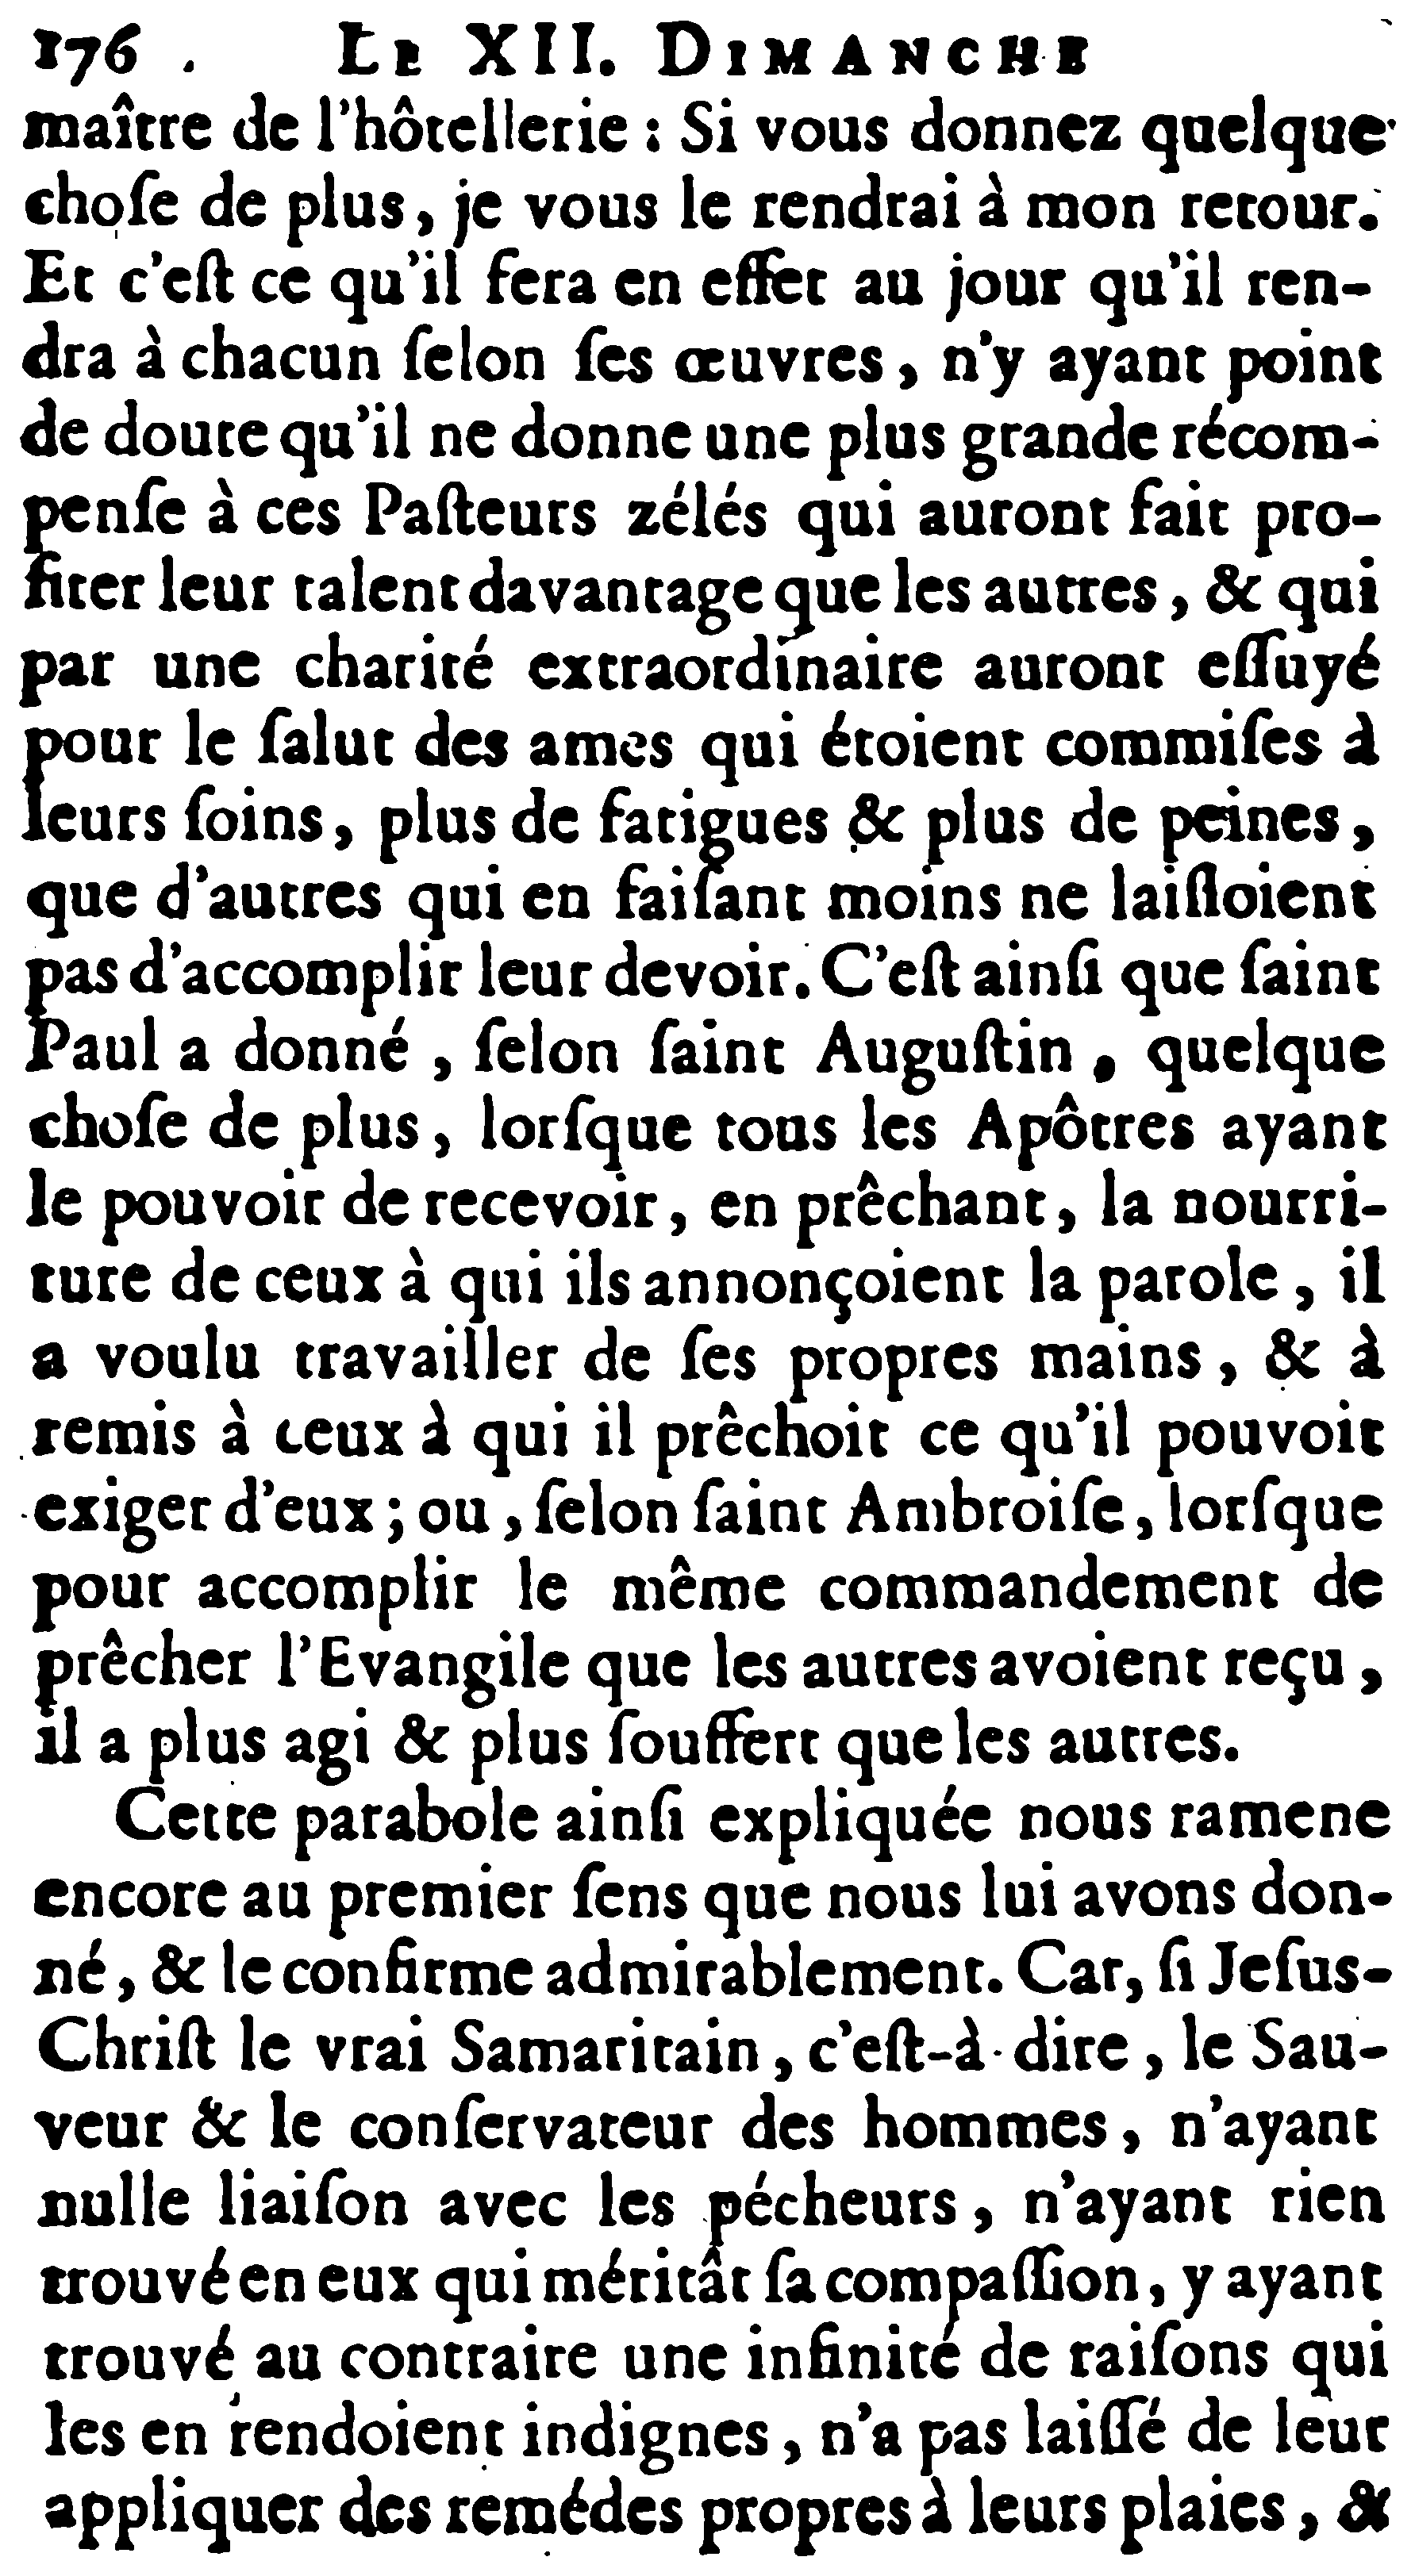 176 . LE XII. DIMANCHE
maître de l'hôtellerie : Si vous donnez quelque
choſe de plus, je vous le rendrai à mon retour.
Et c'eſt ce qu'il fera en effet au jour qu'il ren-
dra à chacun ſelon ſes œuvres, n'y ayant point
de doute qu'il ne donne une plus grande récom-
penſe à ces Paſteurs zélés qui auront fait pro-
fiter leur talent davantage que les autres, & qui
par une charité extraordinaire auront eſſuyé
pour le ſalut des ames qui étoient commiſes à
leurs ſoins, plus de fatigues & plus de peines,
que d'autres qui en faiſant moins ne laiſſoient
pas d'accomplir leur devoir. C'eſt ainſi que ſaint
Paul a donné , ſelon ſaint Auguſtin , quelque
choſe de plus, lorſque tous les Apôtres ayant
le pouvoir de recevoir, en prêchant, la nourri-
ture de ceux à qui ils annonçoient la parole, il
a voulu travailler de ſes propres mains, & à
remis à ceux à qui il prêchoit ce qu'il pouvoit
exiger d'eux ; ou, ſelon ſaint Ambroiſe, lorſque
pour accomplir le même commandement de
prêcher l'Evangile que les autres avoient reçu,
il a plus agi & plus ſouffert que les autres.
Cette parabole ainſi expliquée nous ramene
encore au premier ſens que nous lui avons don-
né, & le confirme admirablement. Car, ſi Jeſus-
Chriſt le vrai Samaritain, c'eſt-à-dire, le Sau-
veur & le conſervateur des hommes, n'ayant
nulle liaiſon avec les pécheurs, n'ayant rien
trouvé en eux qui méritât ſa compaſſion, y ayant
trouvé au contraire une infinité de raiſons qui
les en rendoient indignes, n'a pas laiſſé de leur
appliquer des remédes propres à leurs plaies, &